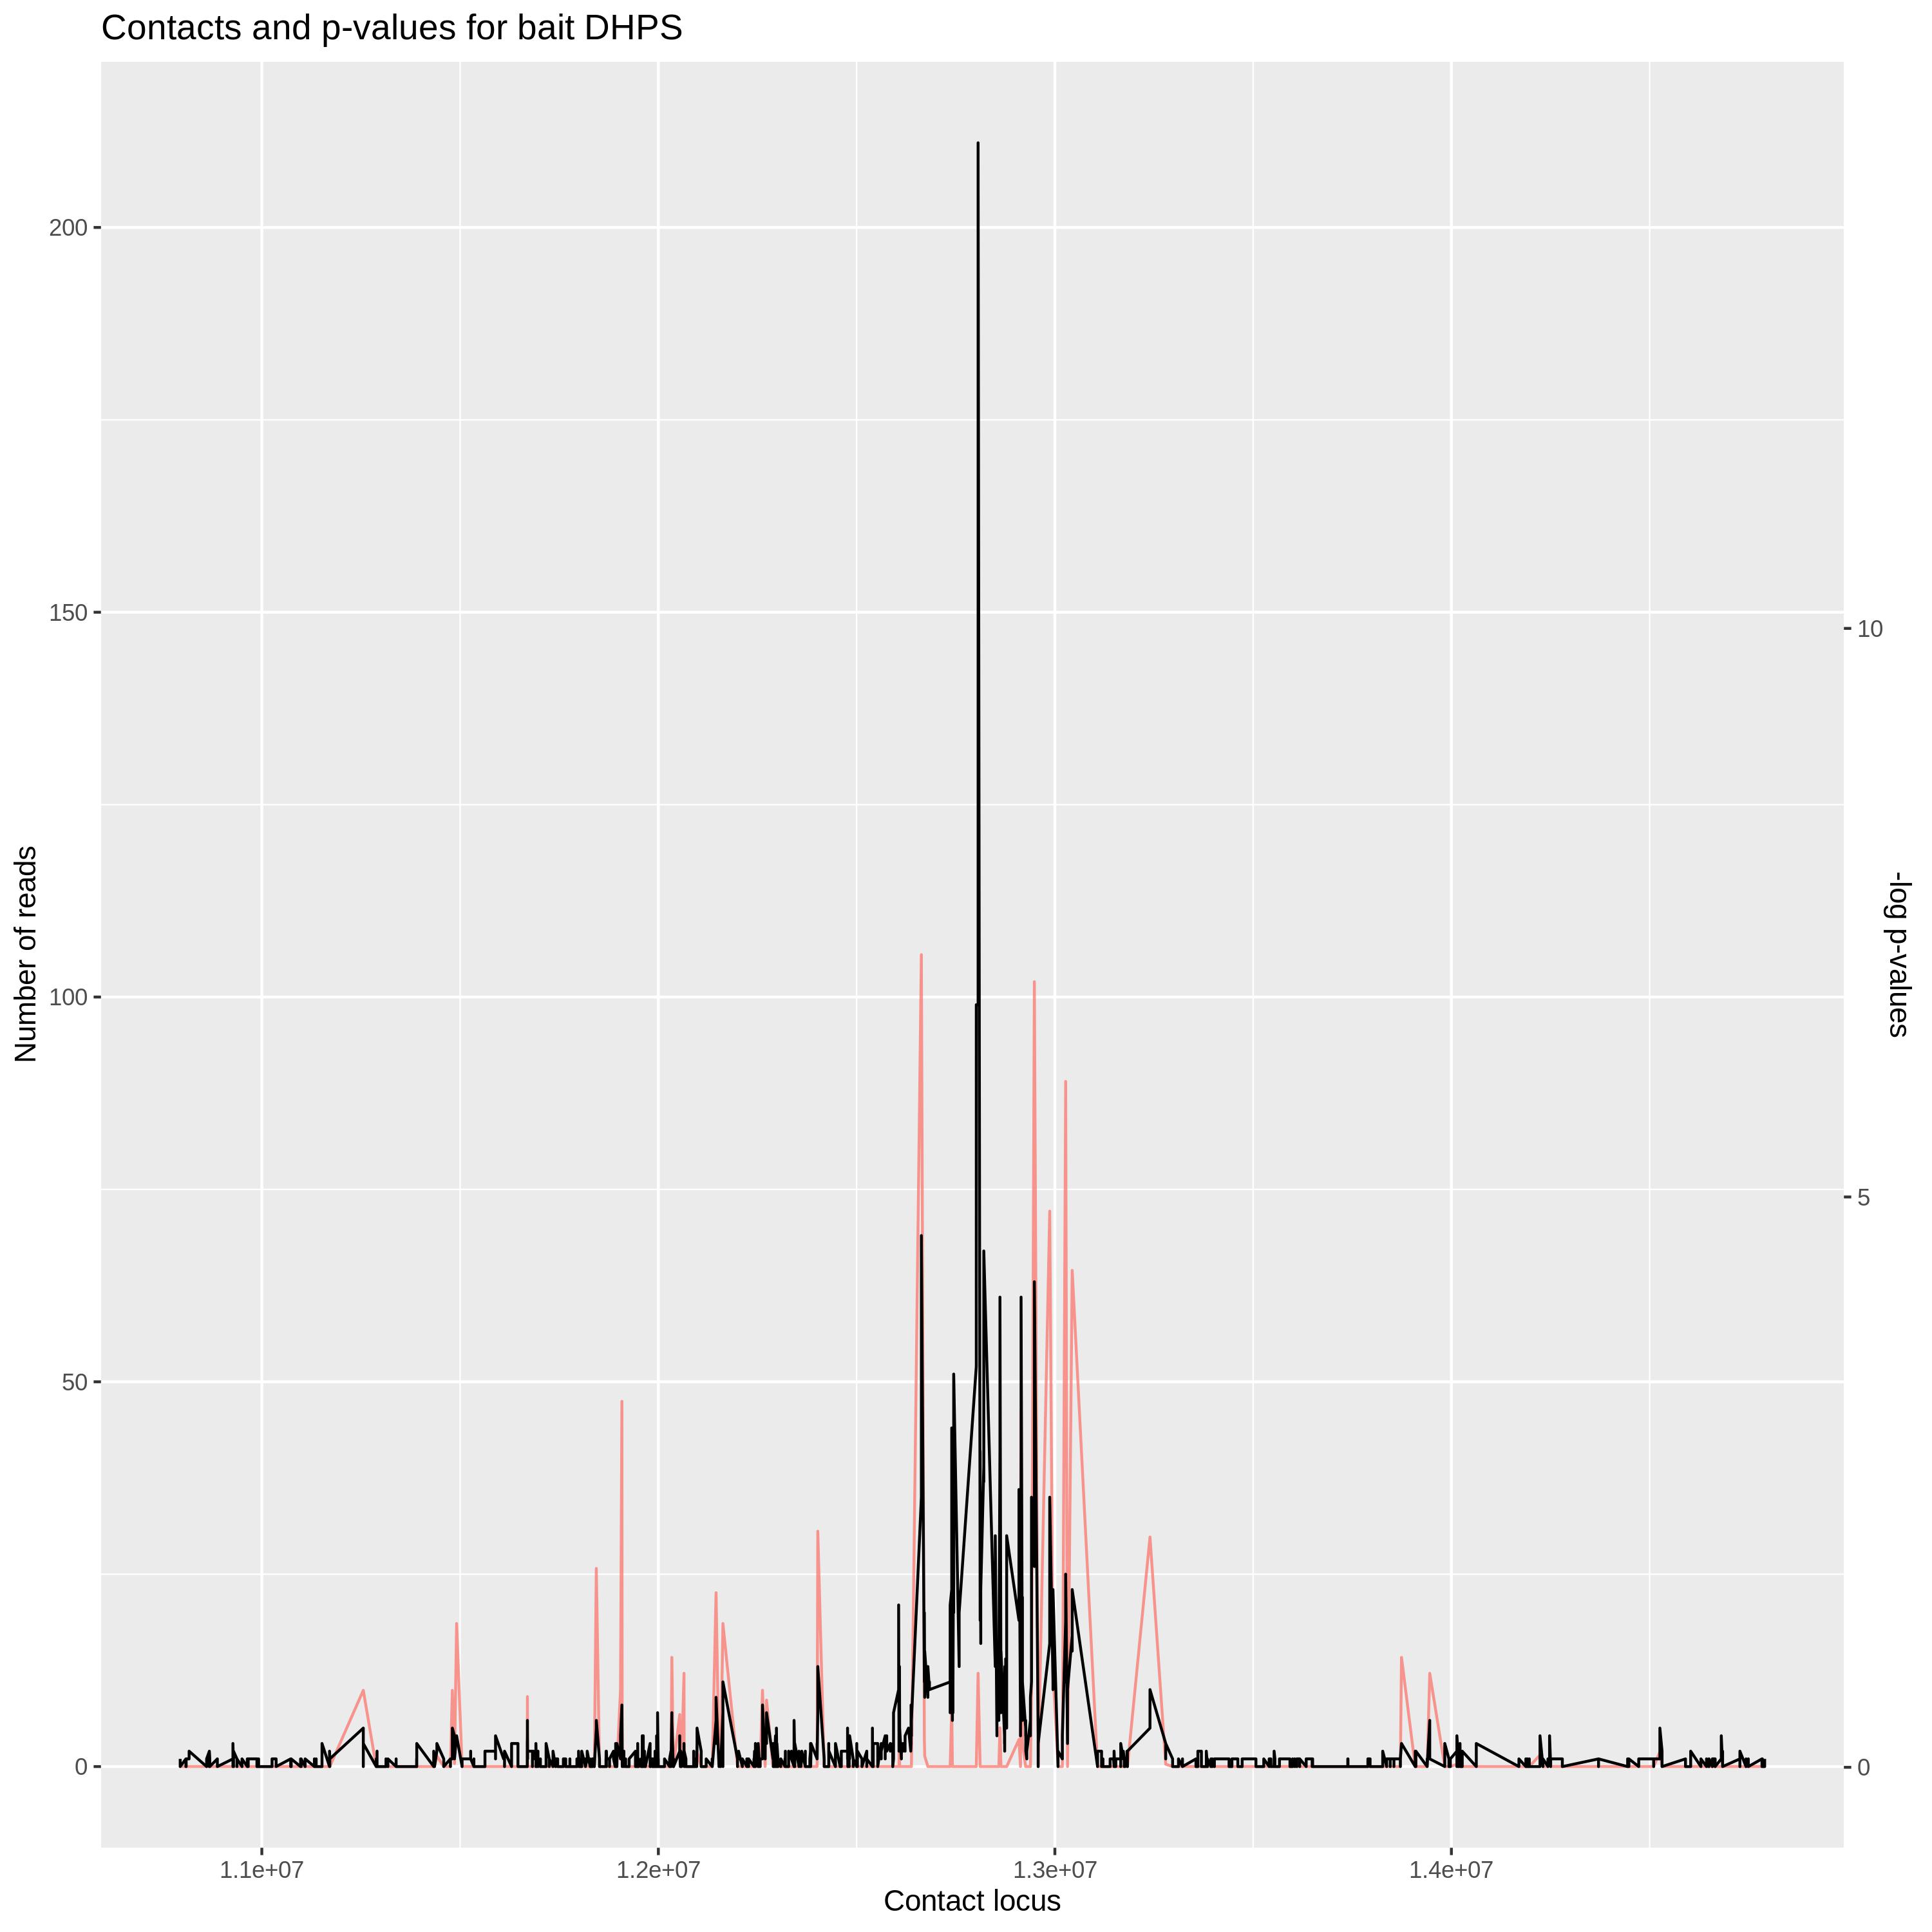 Contacts and p-values for bait DHPS
200
150
100
50
0
Number of reads
10
5
0
-log p-values
1.1e+07
1.2e+07
1.3e+07
1.4e+07
Contact locus